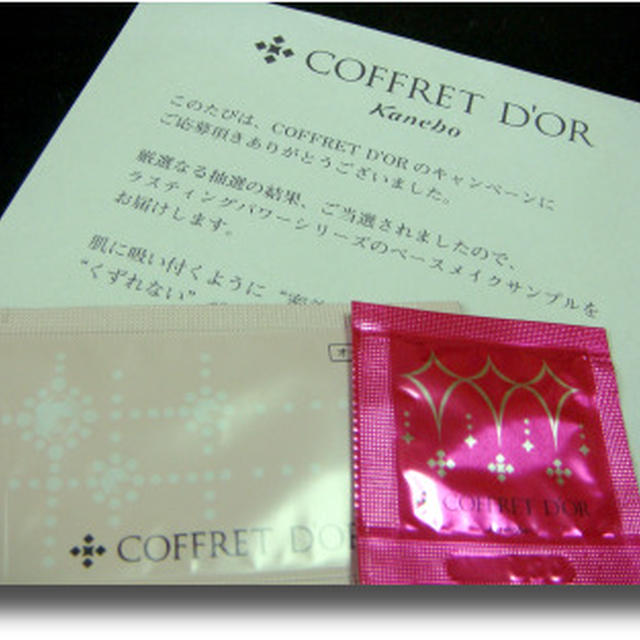 COFFRET D'OR
Kanebo
このたびは、COFFRET D'OR のキャンペーンに
ご応募頂きありがとうございました。
厳選なる抽選の結果、ご当選されましたので、
ラスティングパワーシリーズのベースメイクサンプルを
お届けします。
肌に吸い付くように
“くずれない”
COFFRET D'OR
COFFRET D'OR